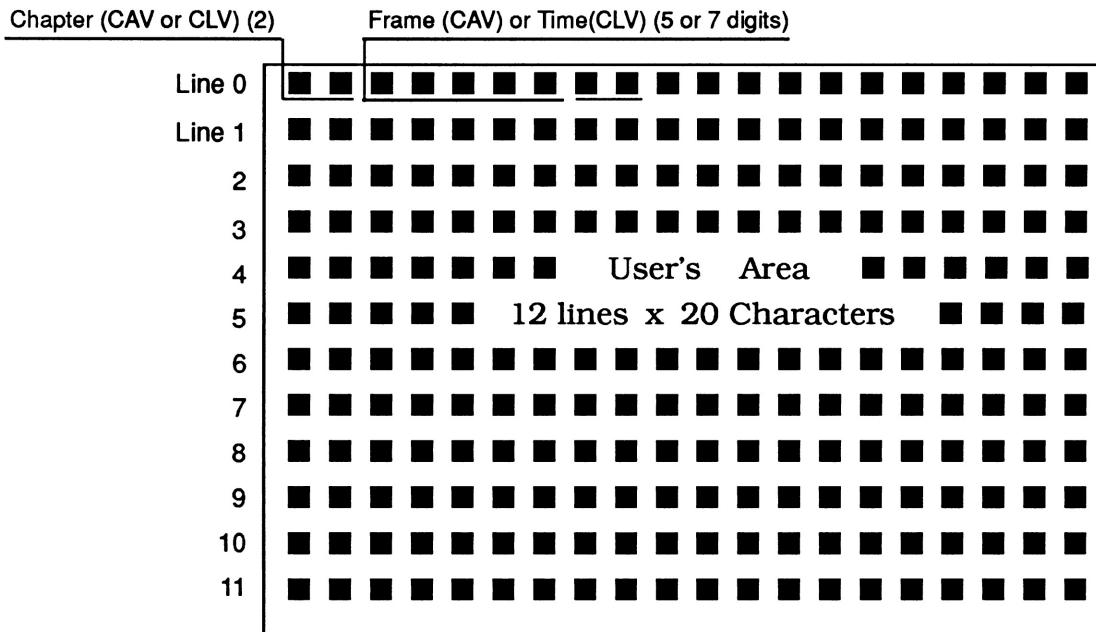 Chapter (CAV or CLV) (2) Frame (CAV) or Time(CLV) (5 or 7 digits)
Line 0
Line 1
2
3
4 User's Area
5 12 lines x 20 Characters
6
7
8
9
10
11